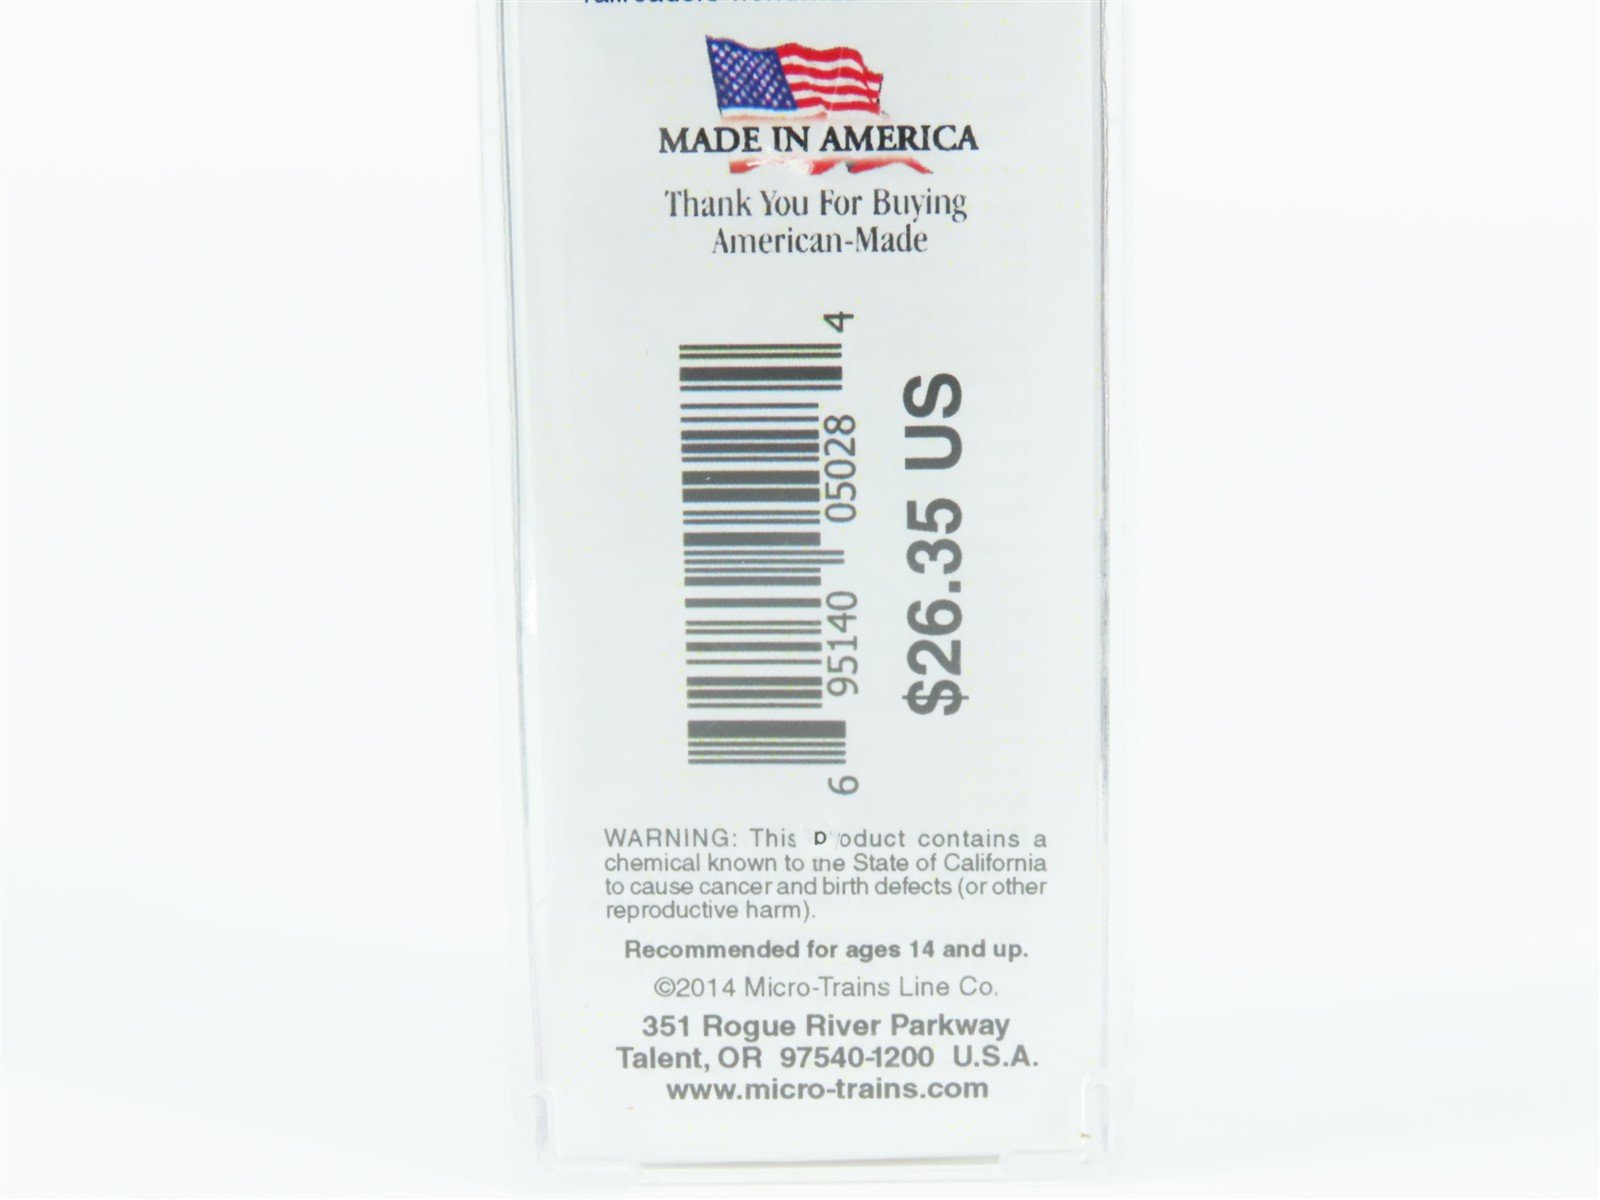 MADE IN AMERICA
Thank You For Buying
American-Made
6 95140 05028 4
$26.35 US
WARNING: This product contains a
chemical known to the State of California
to cause cancer and birth defects (or other
reproductive harm).
Recommended for ages 14 and up.
©2014 Micro-Trains Line Co.
351 Rogue River Parkway
Talent, OR 97540-1200 U.S.A.
www.micro-trains.com